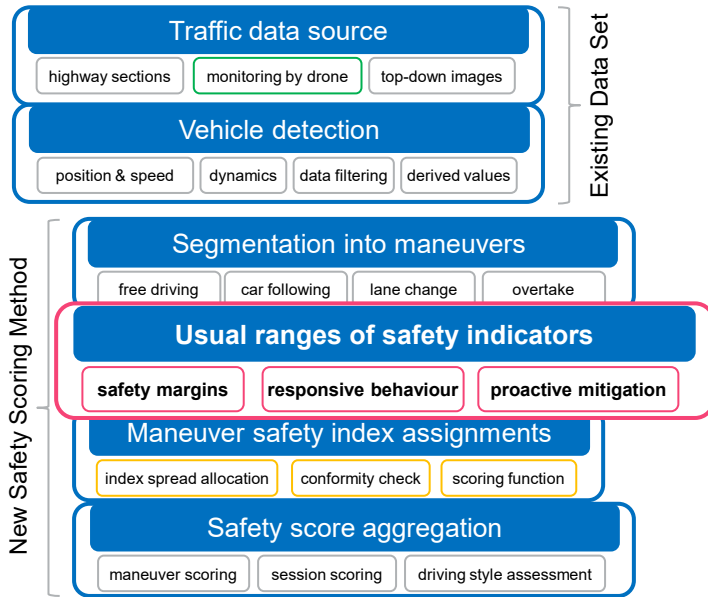 Traffic data source
highway sections
monitoring by drone
top-down images
Vehicle detection
position & speed
dynamics
data filtering
derived values
Existing Data Set
New Safety Scoring Method
Segmentation into maneuvers
free driving
car following
lane change
overtake
Usual ranges of safety indicators
safety margins
responsive behaviour
proactive mitigation
Maneuver safety index assignments
index spread allocation
conformity check
scoring function
Safety score aggregation
maneuver scoring
session scoring
driving style assessment